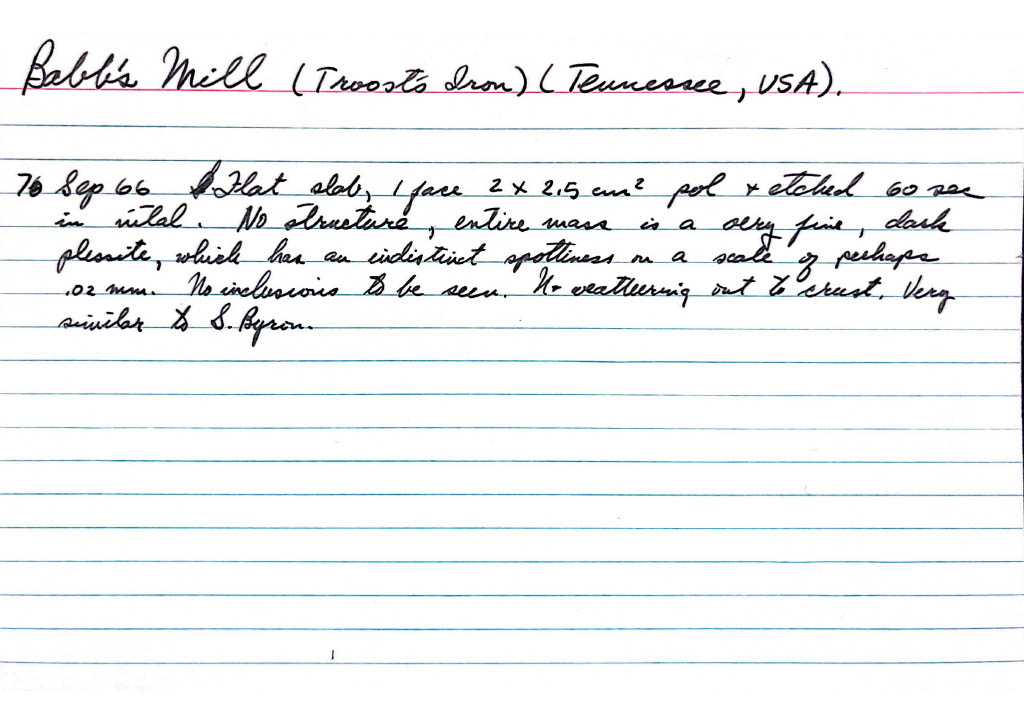 Babb's Mill (Troost's Iron) (Tennessee, USA).
76 Sep 66 Flat slab, 1 face 2 x 2.5 cm² pol + etched 60 sec
in nital. No structure, entire mass is a very fine, dark
plessite, which has an indistinct spottiness on a scale of perhaps
.02 mm. No inclusions to be seen. No weathering out to crust. Very
similar to S. Byron.